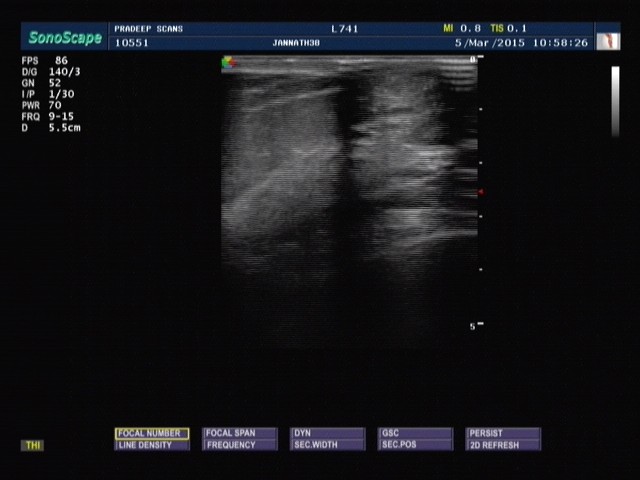 SonoScape
PRADEEP SCANS L741 MI 0.8 TIS 0.1
10551 JANNATH30 5/Mar/2015 10:58:26
FPS 86
D/G 140/3
GN 52
I/P 1/30
PWR 70
FRQ 9-15
D 5.5cm
0
5
FOCAL NUMBER FOCAL SPAN DYN GSC PERSIST
LINE DENSITY FREQUENCY SEC.WIDTH SEC.POS 2D REFRESH
THI